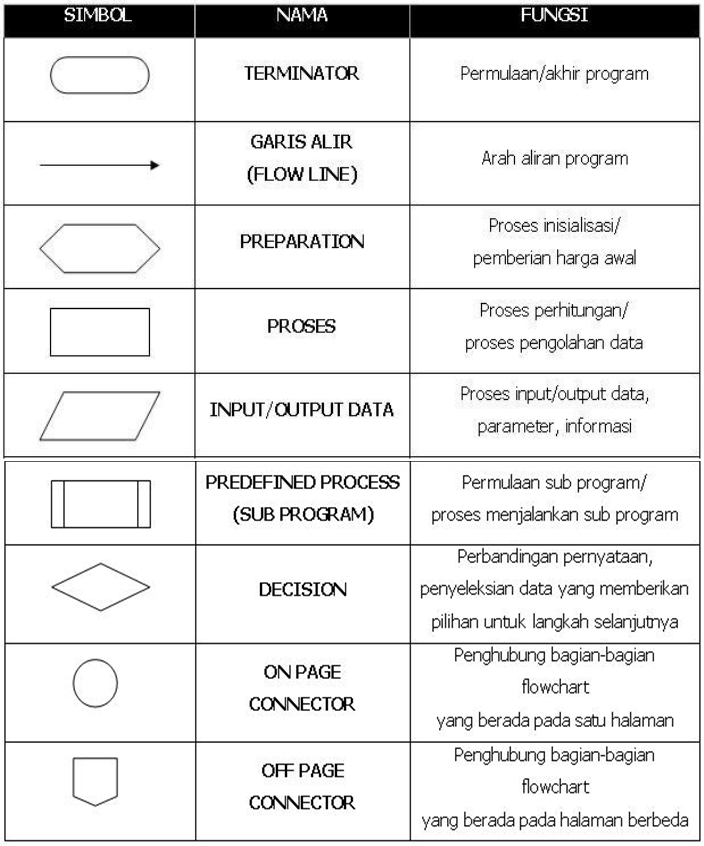 SIMBOL NAMA FUNGSI
TERMINATOR Permulaan/akhir program
GARIS ALIR
(FLOW LINE)
Arah aliran program
PREPARATION
Proses inisialisasi/
pemberian harga awal
PROSES
Proses perhitungan/
proses pengolahan data
INPUT/OUTPUT DATA
Proses input/output data,
parameter, informasi
PREDEFINED PROCESS
(SUB PROGRAM)
Permulaan sub program/
proses menjalankan sub program
DECISION
Perbandingan pernyataan,
penyeleksian data yang memberikan
pilihan untuk langkah selanjutnya
ON PAGE
CONNECTOR
Penghubung bagian-bagian
flowchart
yang berada pada satu halaman
OFF PAGE
CONNECTOR
Penghubung bagian-bagian
flowchart
yang berada pada halaman berbeda